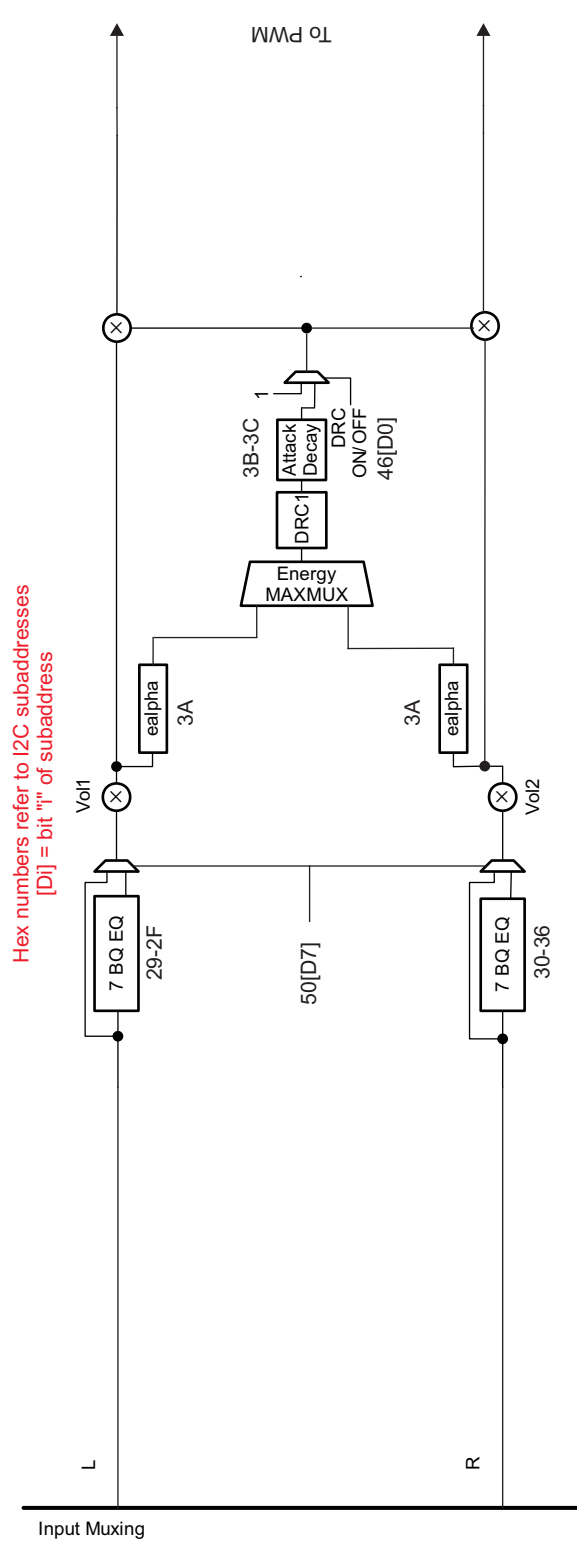 To PWM
3B-3C
1
Attack
Decay
DRC
ON/OFF
46[D0]
DRC1
Energy
MAXMUX
Hex numbers refer to I2C subaddresses
[Di] = bit "i" of subaddress
ealpha
3A
3A
ealpha
Vol1
Vol2
7 BQ EQ
29-2F
50[D7]
7 BQ EQ
30-36
L
R
Input Muxing